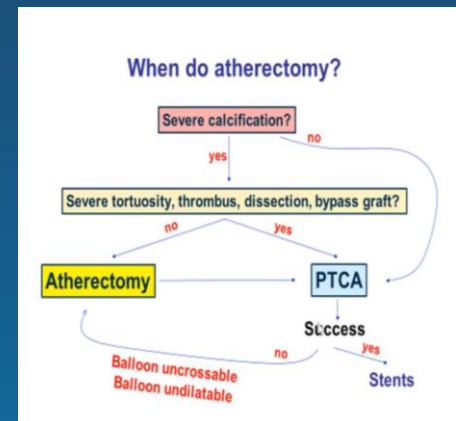 When do atherectomy?
Severe calcification?
no
yes
Severe tortuosity, thrombus, dissection, bypass graft?
no
yes
Atherectomy
PTCA
Success
no
yes
Balloon uncrossable
Balloon undilatable
Stents